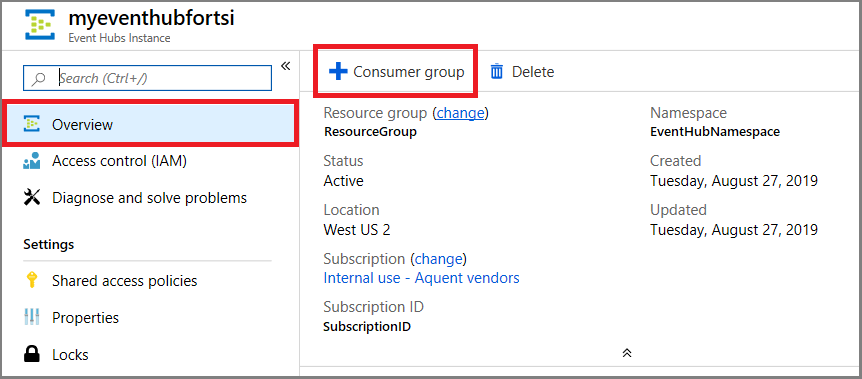 myeventhubfortsi
Event Hubs Instance
Search (Ctrl+/)
«
Overview
Access control (IAM)
Diagnose and solve problems
Settings
Shared access policies
Properties
Locks
Consumer group
Delete
Resource group (change)
ResourceGroup
Status
Active
Location
West US 2
Subscription (change)
Internal use - Aquent vendors
Subscription ID
SubscriptionID
Namespace
EventHubNamespace
Created
Tuesday, August 27, 2019
Updated
Tuesday, August 27, 2019